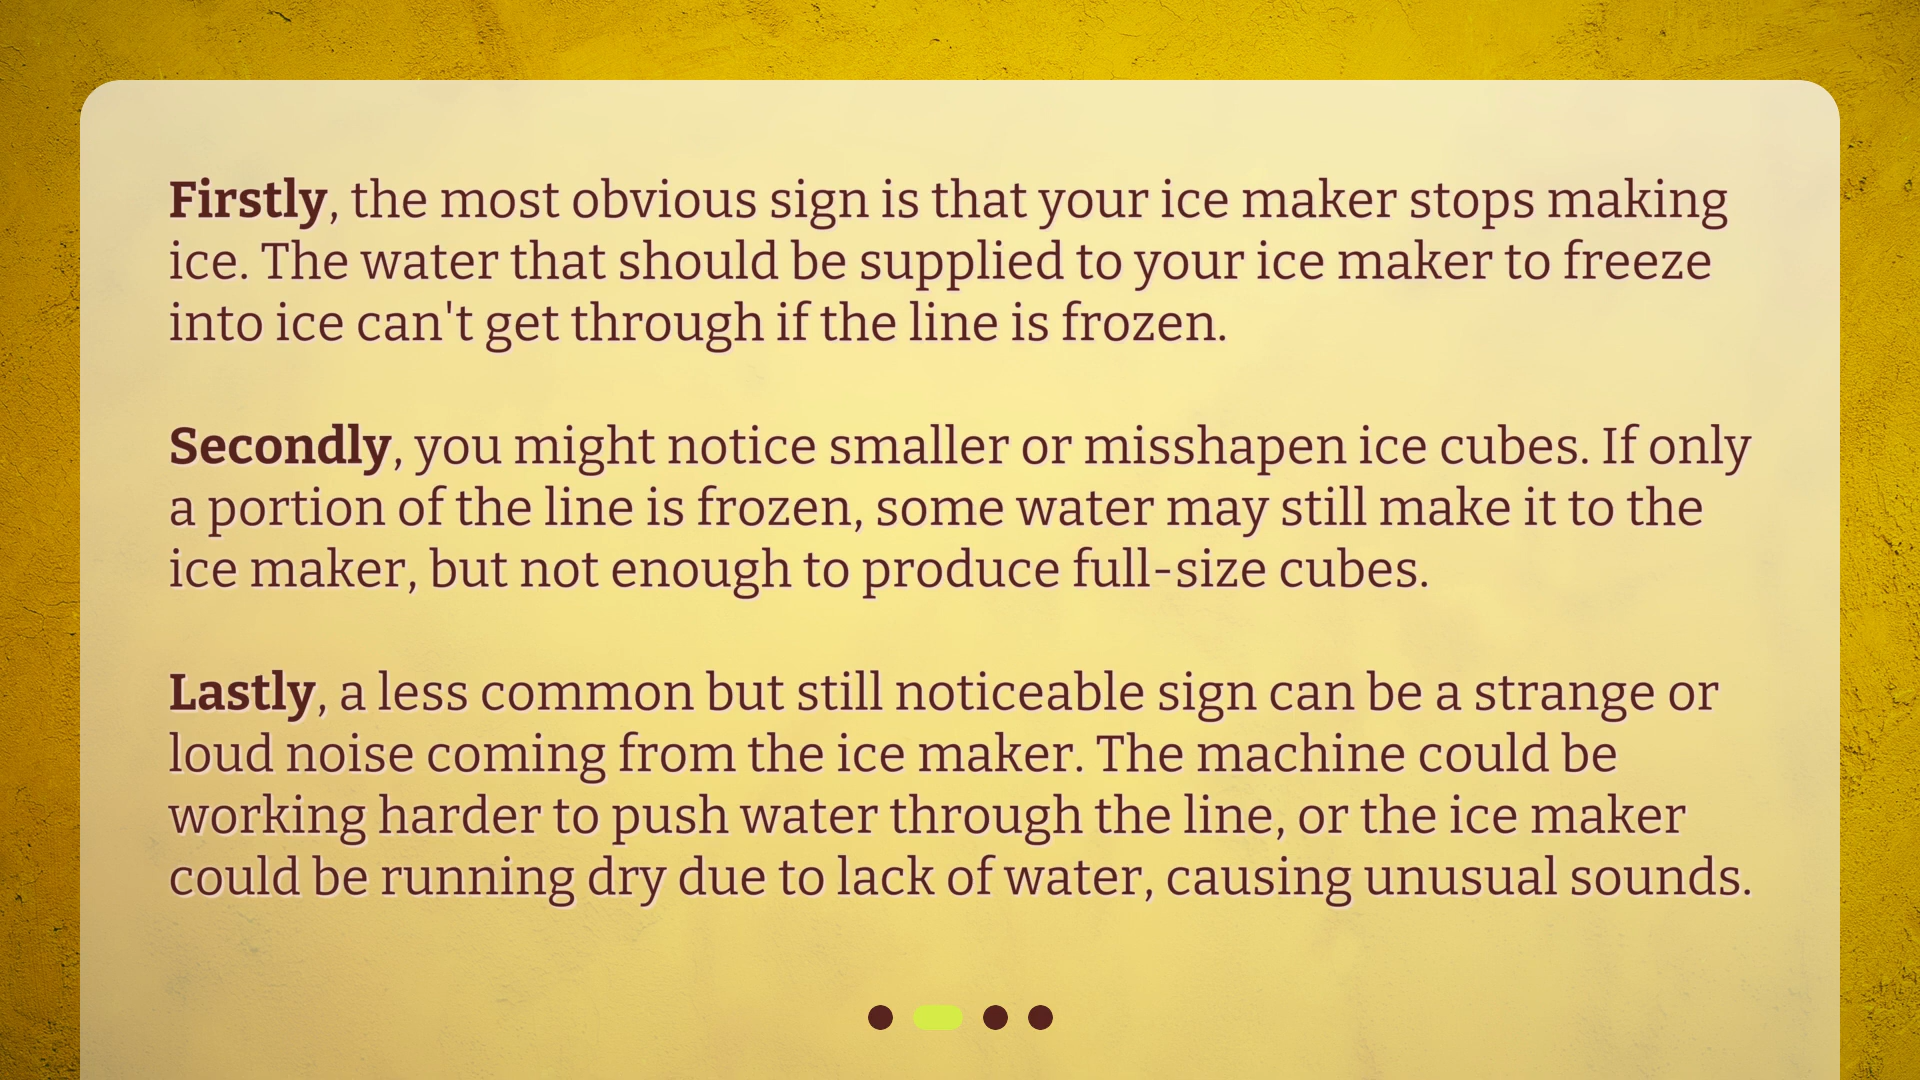 Firstly, the most obvious sign is that your ice maker stops making
ice. The water that should be supplied to your ice maker to freeze
into ice can't get through if the line is frozen.
Secondly, you might notice smaller or misshapen ice cubes. If only
a portion of the line is frozen, some water may still make it to the
ice maker, but not enough to produce full-size cubes.
Lastly, a less common but still noticeable sign can be a strange or
loud noise coming from the ice maker. The machine could be
working harder to push water through the line, or the ice maker
could be running dry due to lack of water, causing unusual sounds.